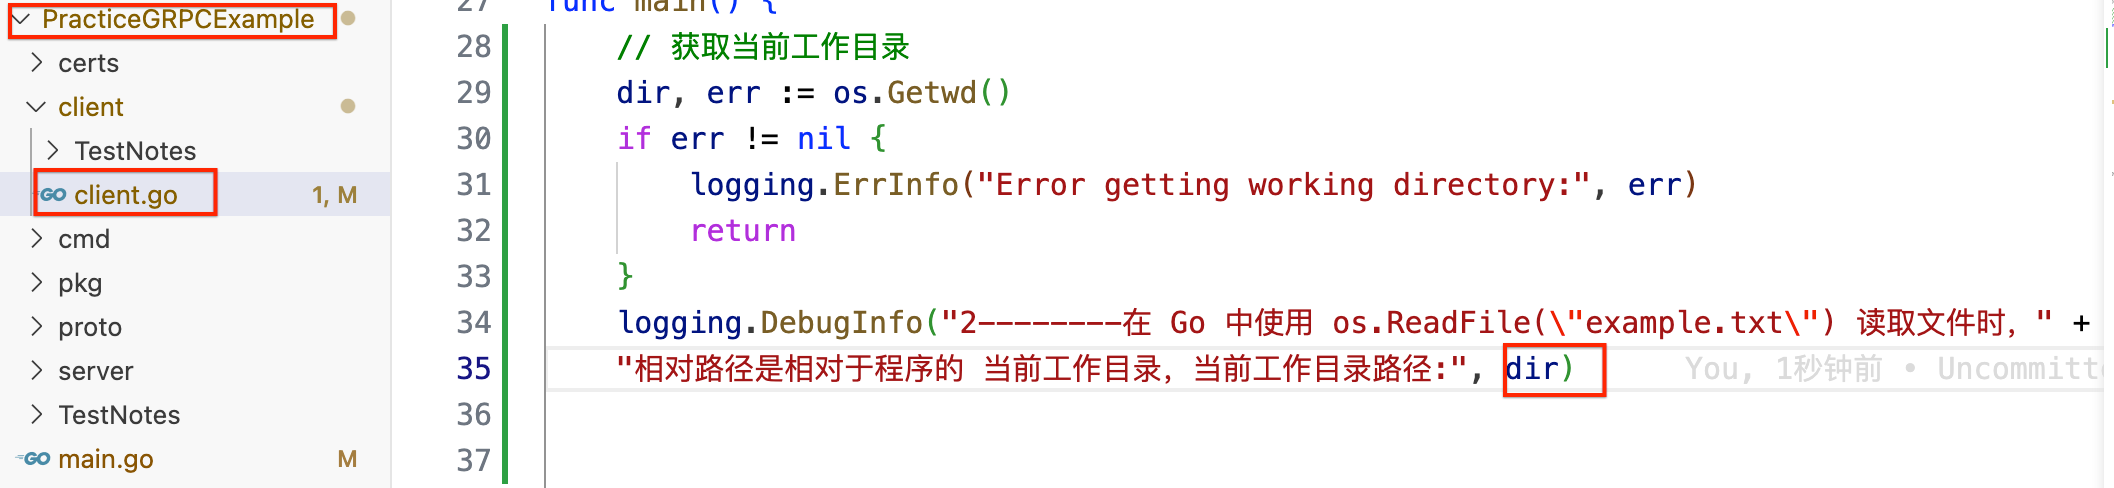 PracticeGRPCExample
certs
client
TestNotes
client.go 1, M
cmd
pkg
proto
server
TestNotes
main.go M
27 func main() {
28 // 获取当前工作目录
29 dir, err := os.Getwd()
30 if err != nil {
31 logging.ErrInfo("Error getting working directory:", err)
32 return
33 }
34 logging.DebugInfo("2--------在 Go 中使用 os.ReadFile(\"example.txt\") 读取文件时，" +
35 "相对路径是相对于程序的 当前工作目录，当前工作目录路径:", dir) You, 1秒钟前 • Uncommitte
36
37